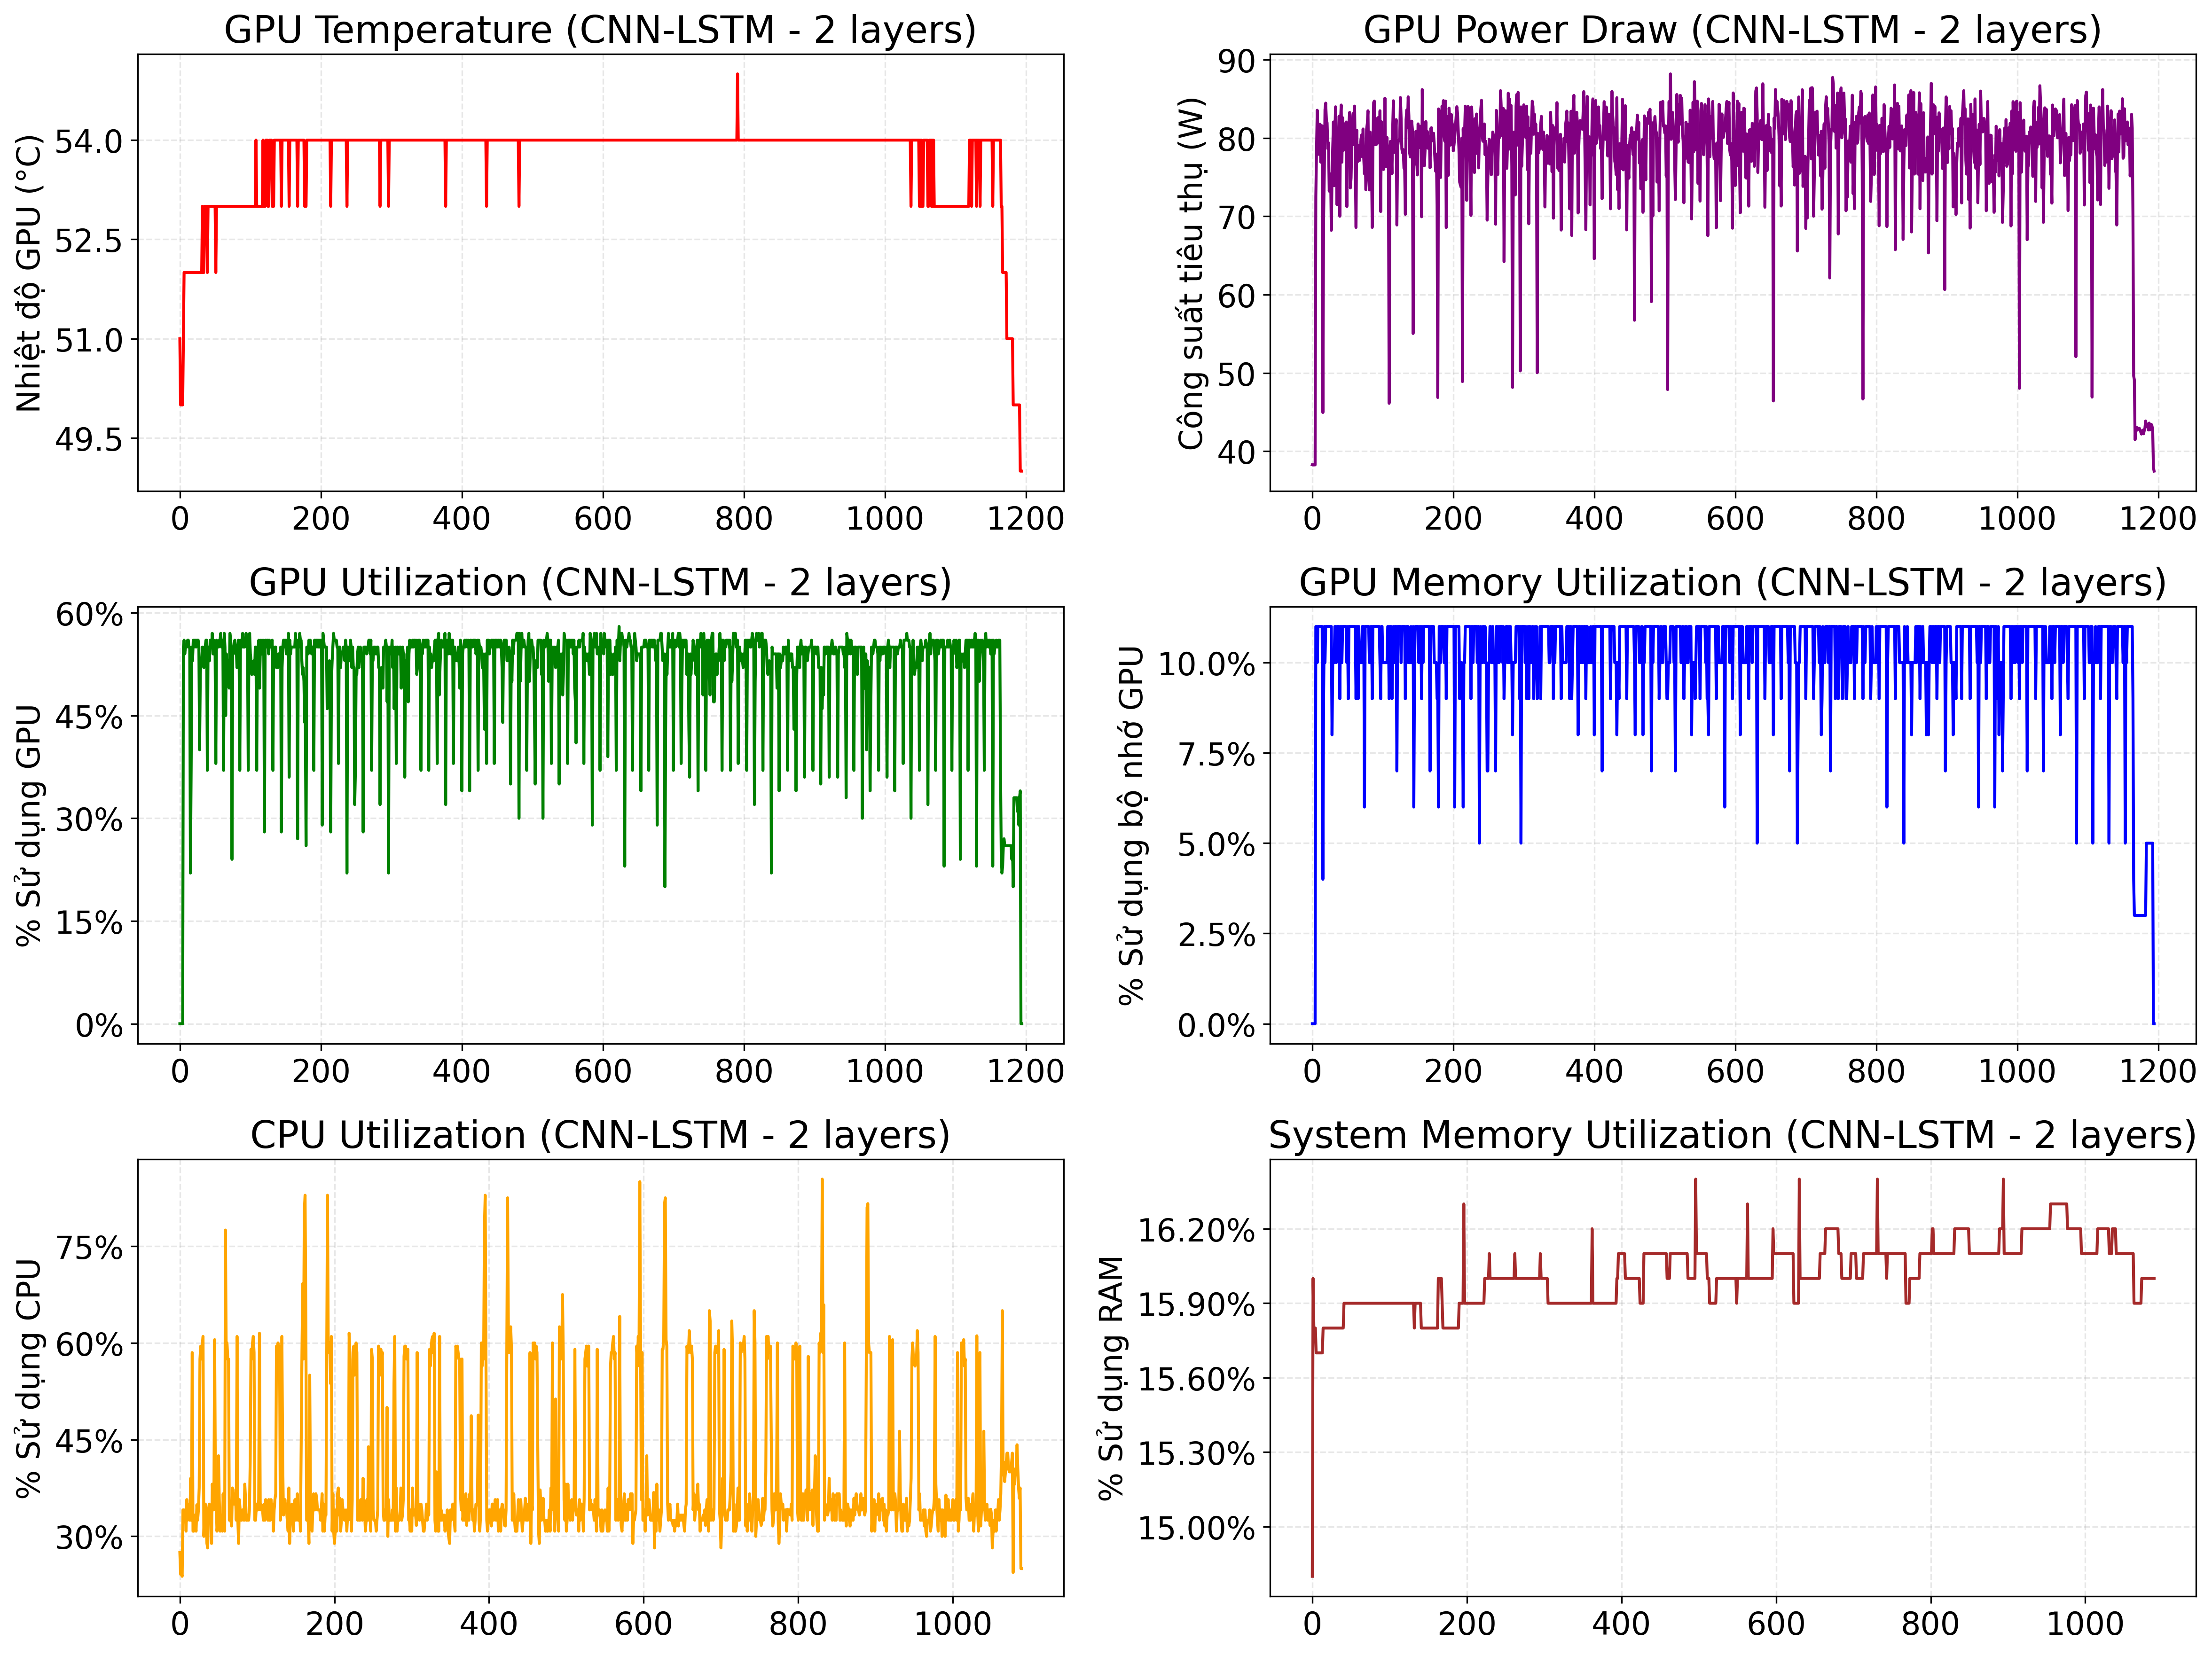 GPU Temperature (CNN-LSTM - 2 layers)
Nhiệt độ GPU (°C)
54.0
52.5
51.0
49.5
0 200 400 600 800 1000 1200
GPU Power Draw (CNN-LSTM - 2 layers)
Công suất tiêu thụ (W)
90
80
70
60
50
40
0 200 400 600 800 1000 1200
GPU Utilization (CNN-LSTM - 2 layers)
% Sử dụng GPU
60%
45%
30%
15%
0%
0 200 400 600 800 1000 1200
GPU Memory Utilization (CNN-LSTM - 2 layers)
% Sử dụng bộ nhớ GPU
10.0%
7.5%
5.0%
2.5%
0.0%
0 200 400 600 800 1000 1200
CPU Utilization (CNN-LSTM - 2 layers)
% Sử dụng CPU
75%
60%
45%
30%
0 200 400 600 800 1000
System Memory Utilization (CNN-LSTM - 2 layers)
% Sử dụng RAM
16.20%
15.90%
15.60%
15.30%
15.00%
0 200 400 600 800 1000